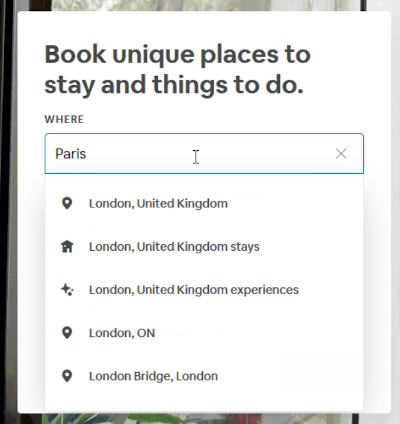 Book unique places to
stay and things to do.
WHERE
Paris
London, United Kingdom
London, United Kingdom stays
London, United Kingdom experiences
London, ON
London Bridge, London